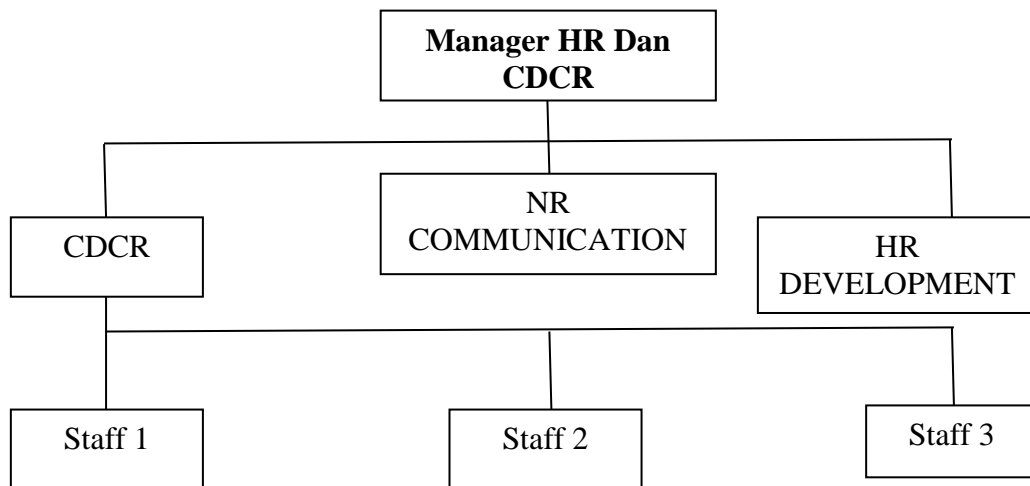 Manager HR Dan
CDCR
NR
COMMUNICATION
CDCR
HR
DEVELOPMENT
Staff 1
Staff 2
Staff 3